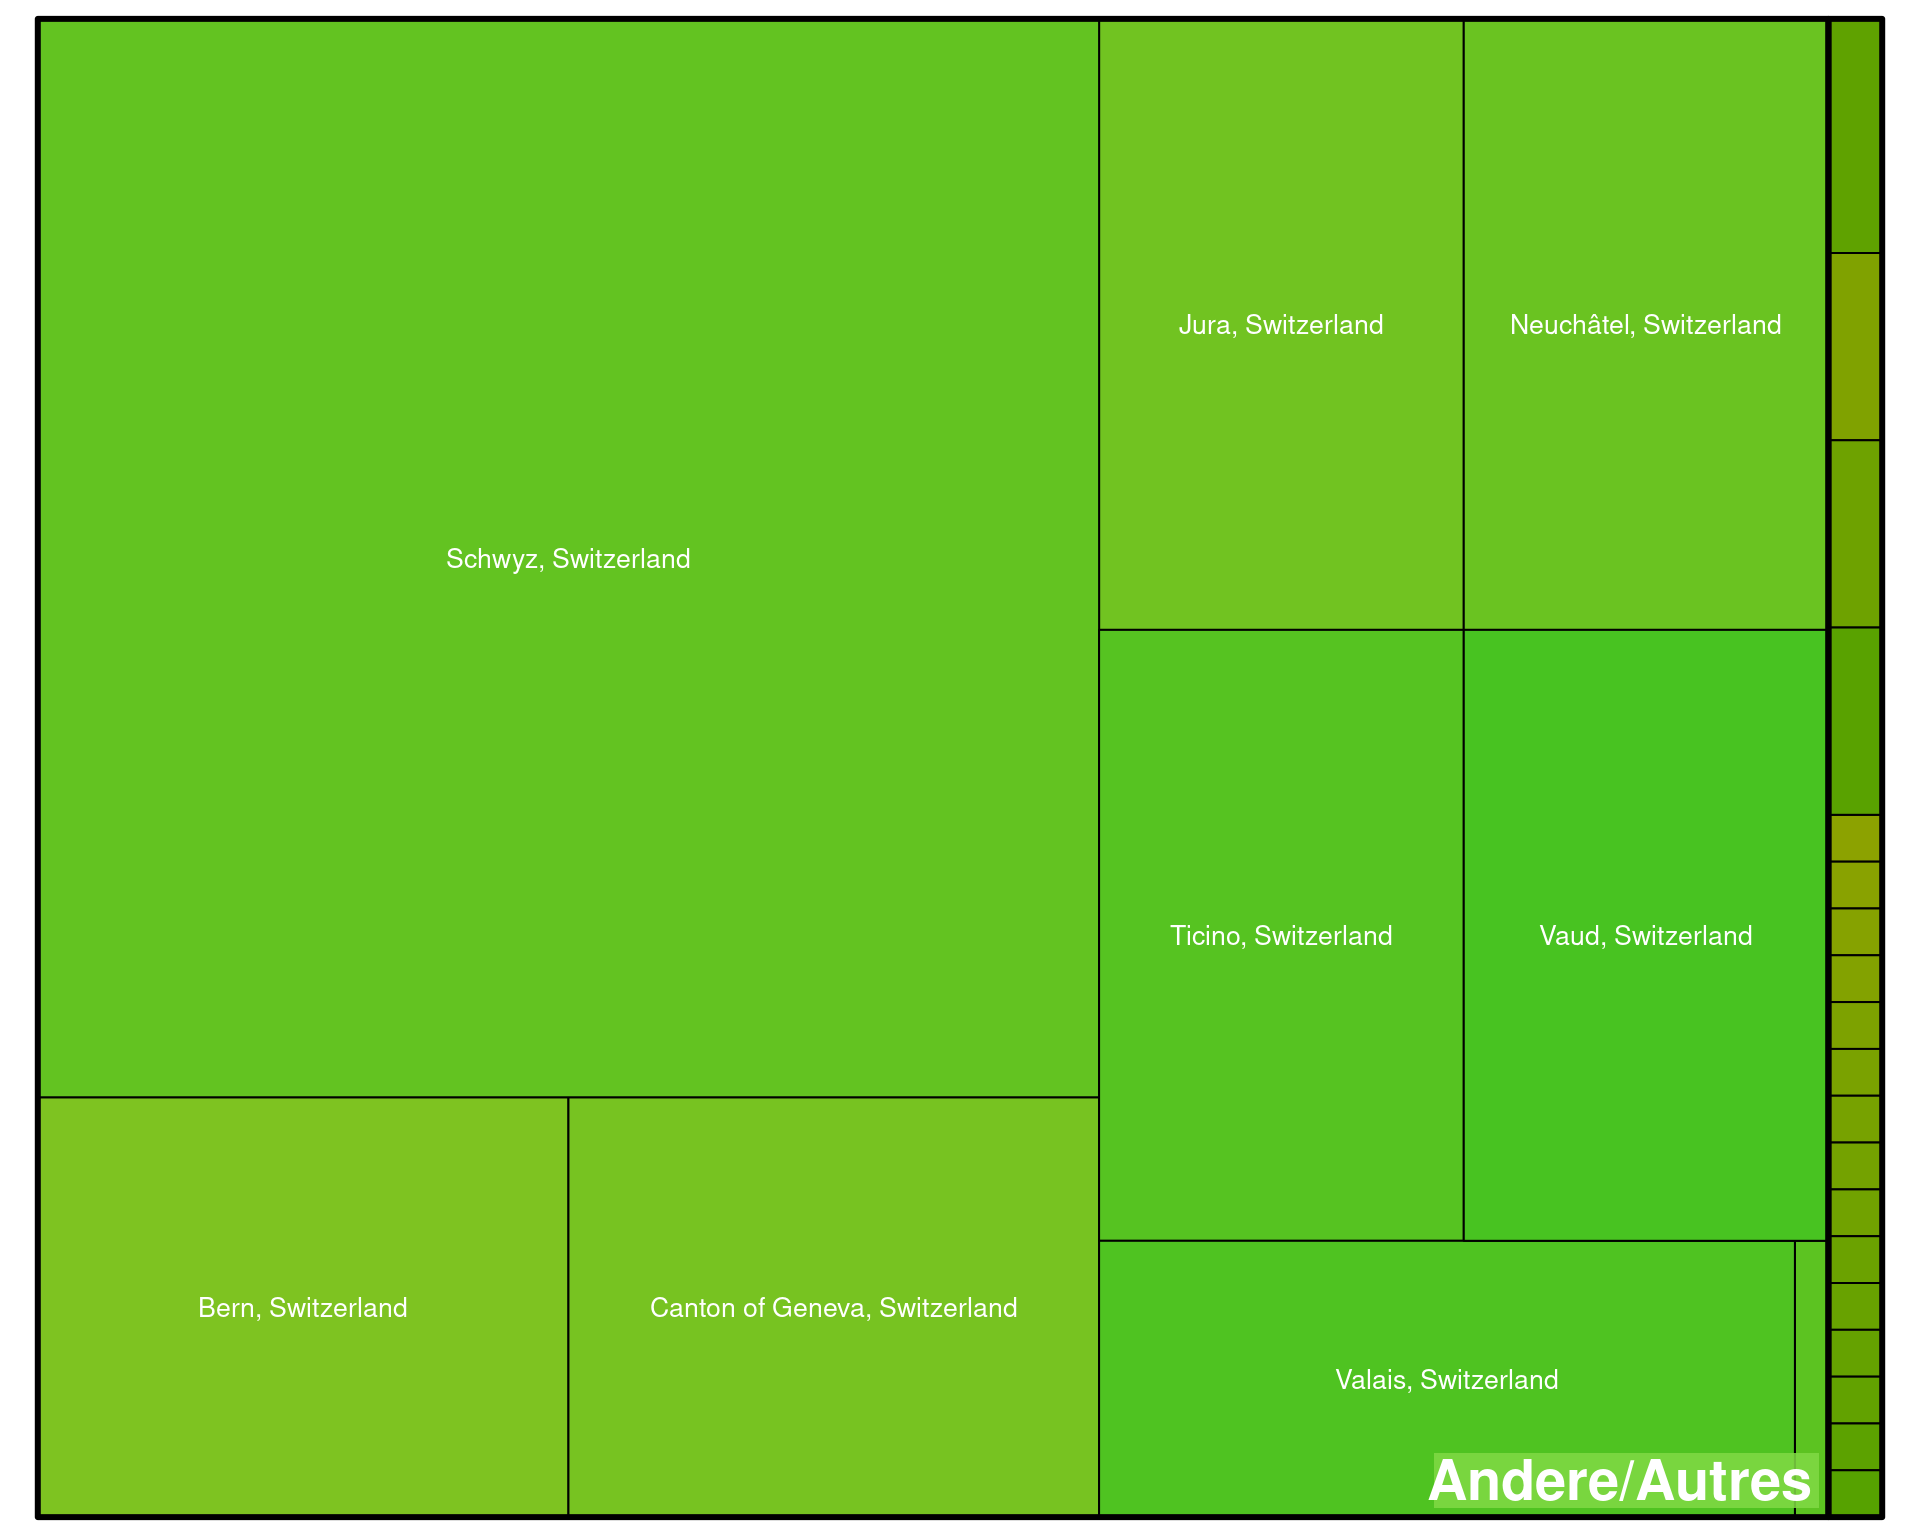 Jura, Switzerland
Neuchâtel, Switzerland
Schwyz, Switzerland
Ticino, Switzerland
Vaud, Switzerland
Bern, Switzerland
Canton of Geneva, Switzerland
Valais, Switzerland
Andere/Autres